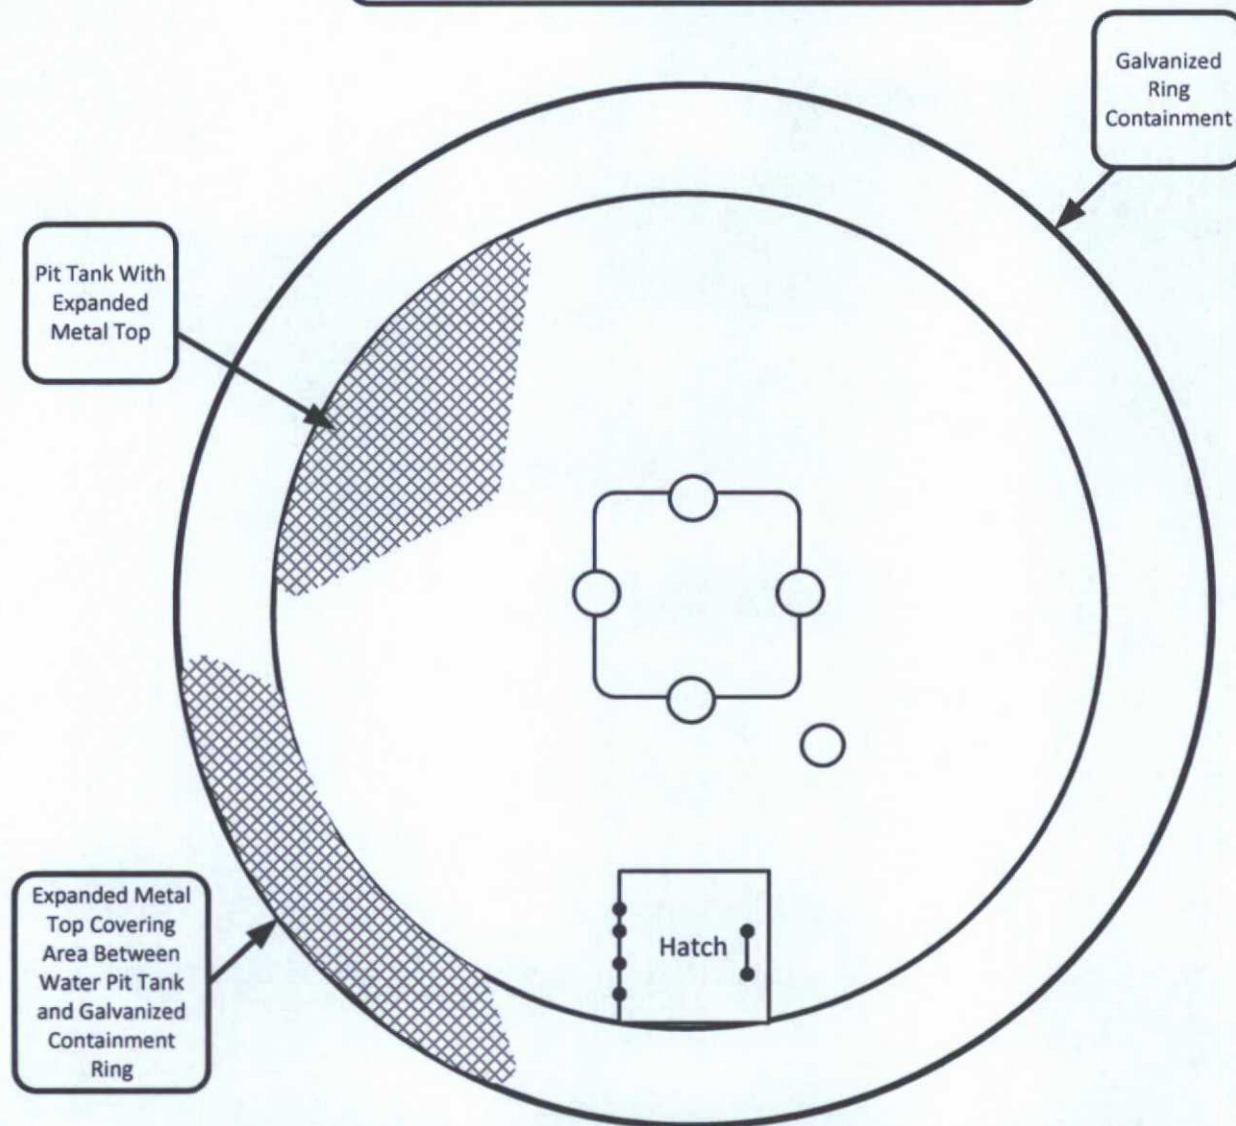 Galvanized
Ring
Containment
Pit Tank With
Expanded
Metal Top
Expanded Metal
Top Covering
Area Between
Water Pit Tank
and Galvanized
Containment
Ring
Hatch